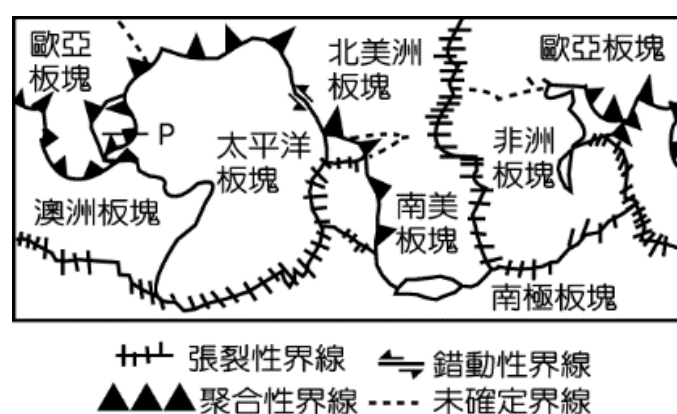 歐亞
板塊
北美洲
板塊
歐亞板塊
P
太平洋
板塊
非洲
板塊
澳洲板塊
南美
板塊
南極板塊
張裂性界線
錯動性界線
聚合性界線
未確定界線